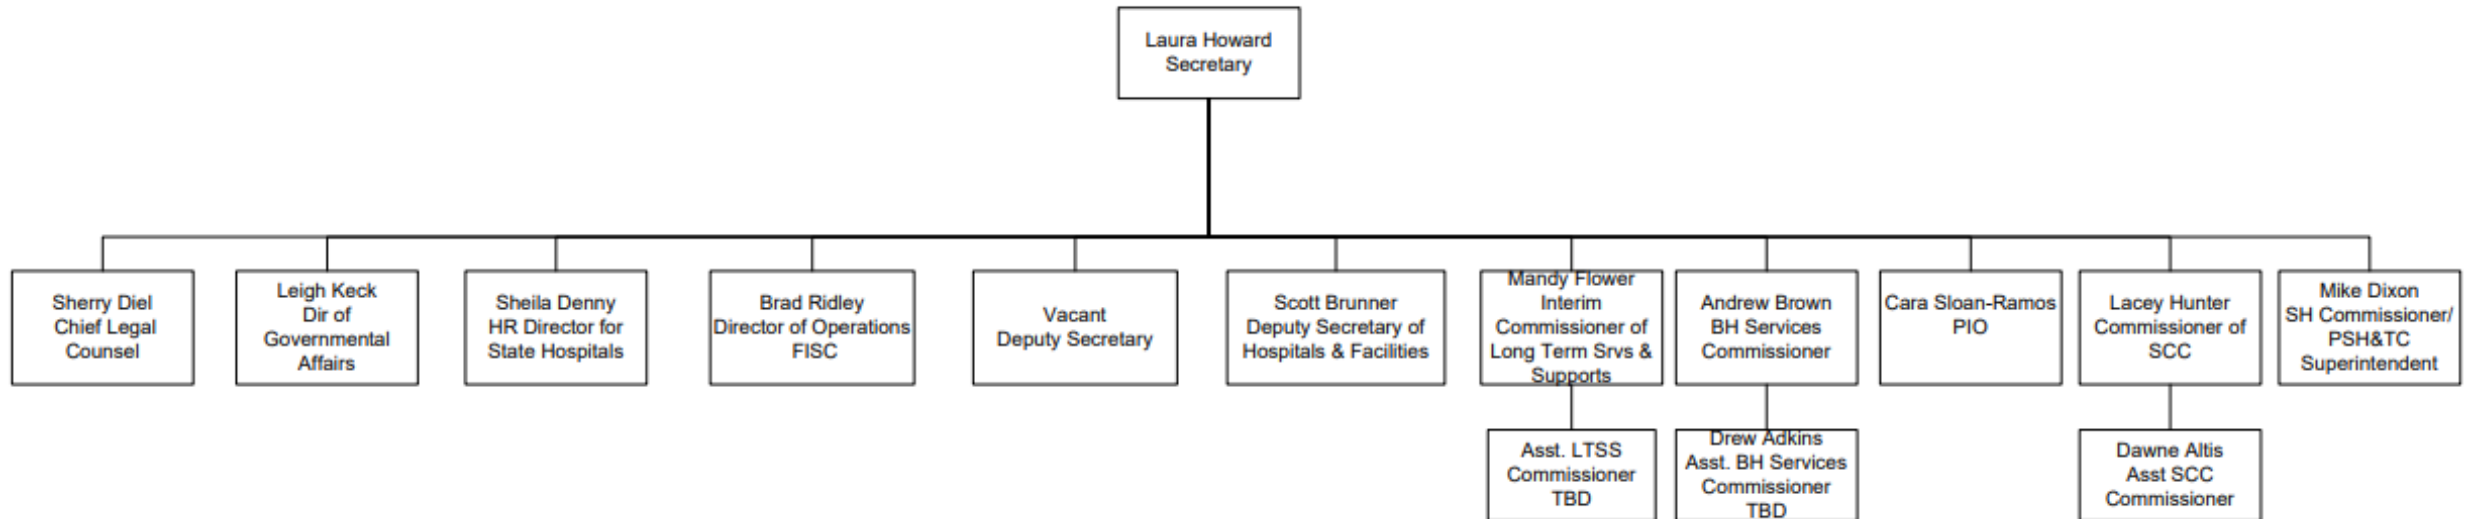 Laura Howard
Secretary
Sherry Diel
Chief Legal
Counsel
Leigh Keck
Dir of
Governmental
Affairs
Sheila Denny
HR Director for
State Hospitals
Brad Ridley
Director of Operations
FISC
Vacant
Deputy Secretary
Scott Brunner
Deputy Secretary of
Hospitals & Facilities
Mandy Flower
Interim
Commissioner of
Long Term Srvs &
Supports
Andrew Brown
BH Services
Commissioner
Cara Sloan-Ramos
PIO
Lacey Hunter
Commissioner of
SCC
Mike Dixon
SH Commissioner/
PSH&TC
Superintendent
Asst. LTSS
Commissioner
TBD
Drew Adkins
Asst. BH Services
Commissioner
TBD
Dawne Altis
Asst SCC
Commissioner